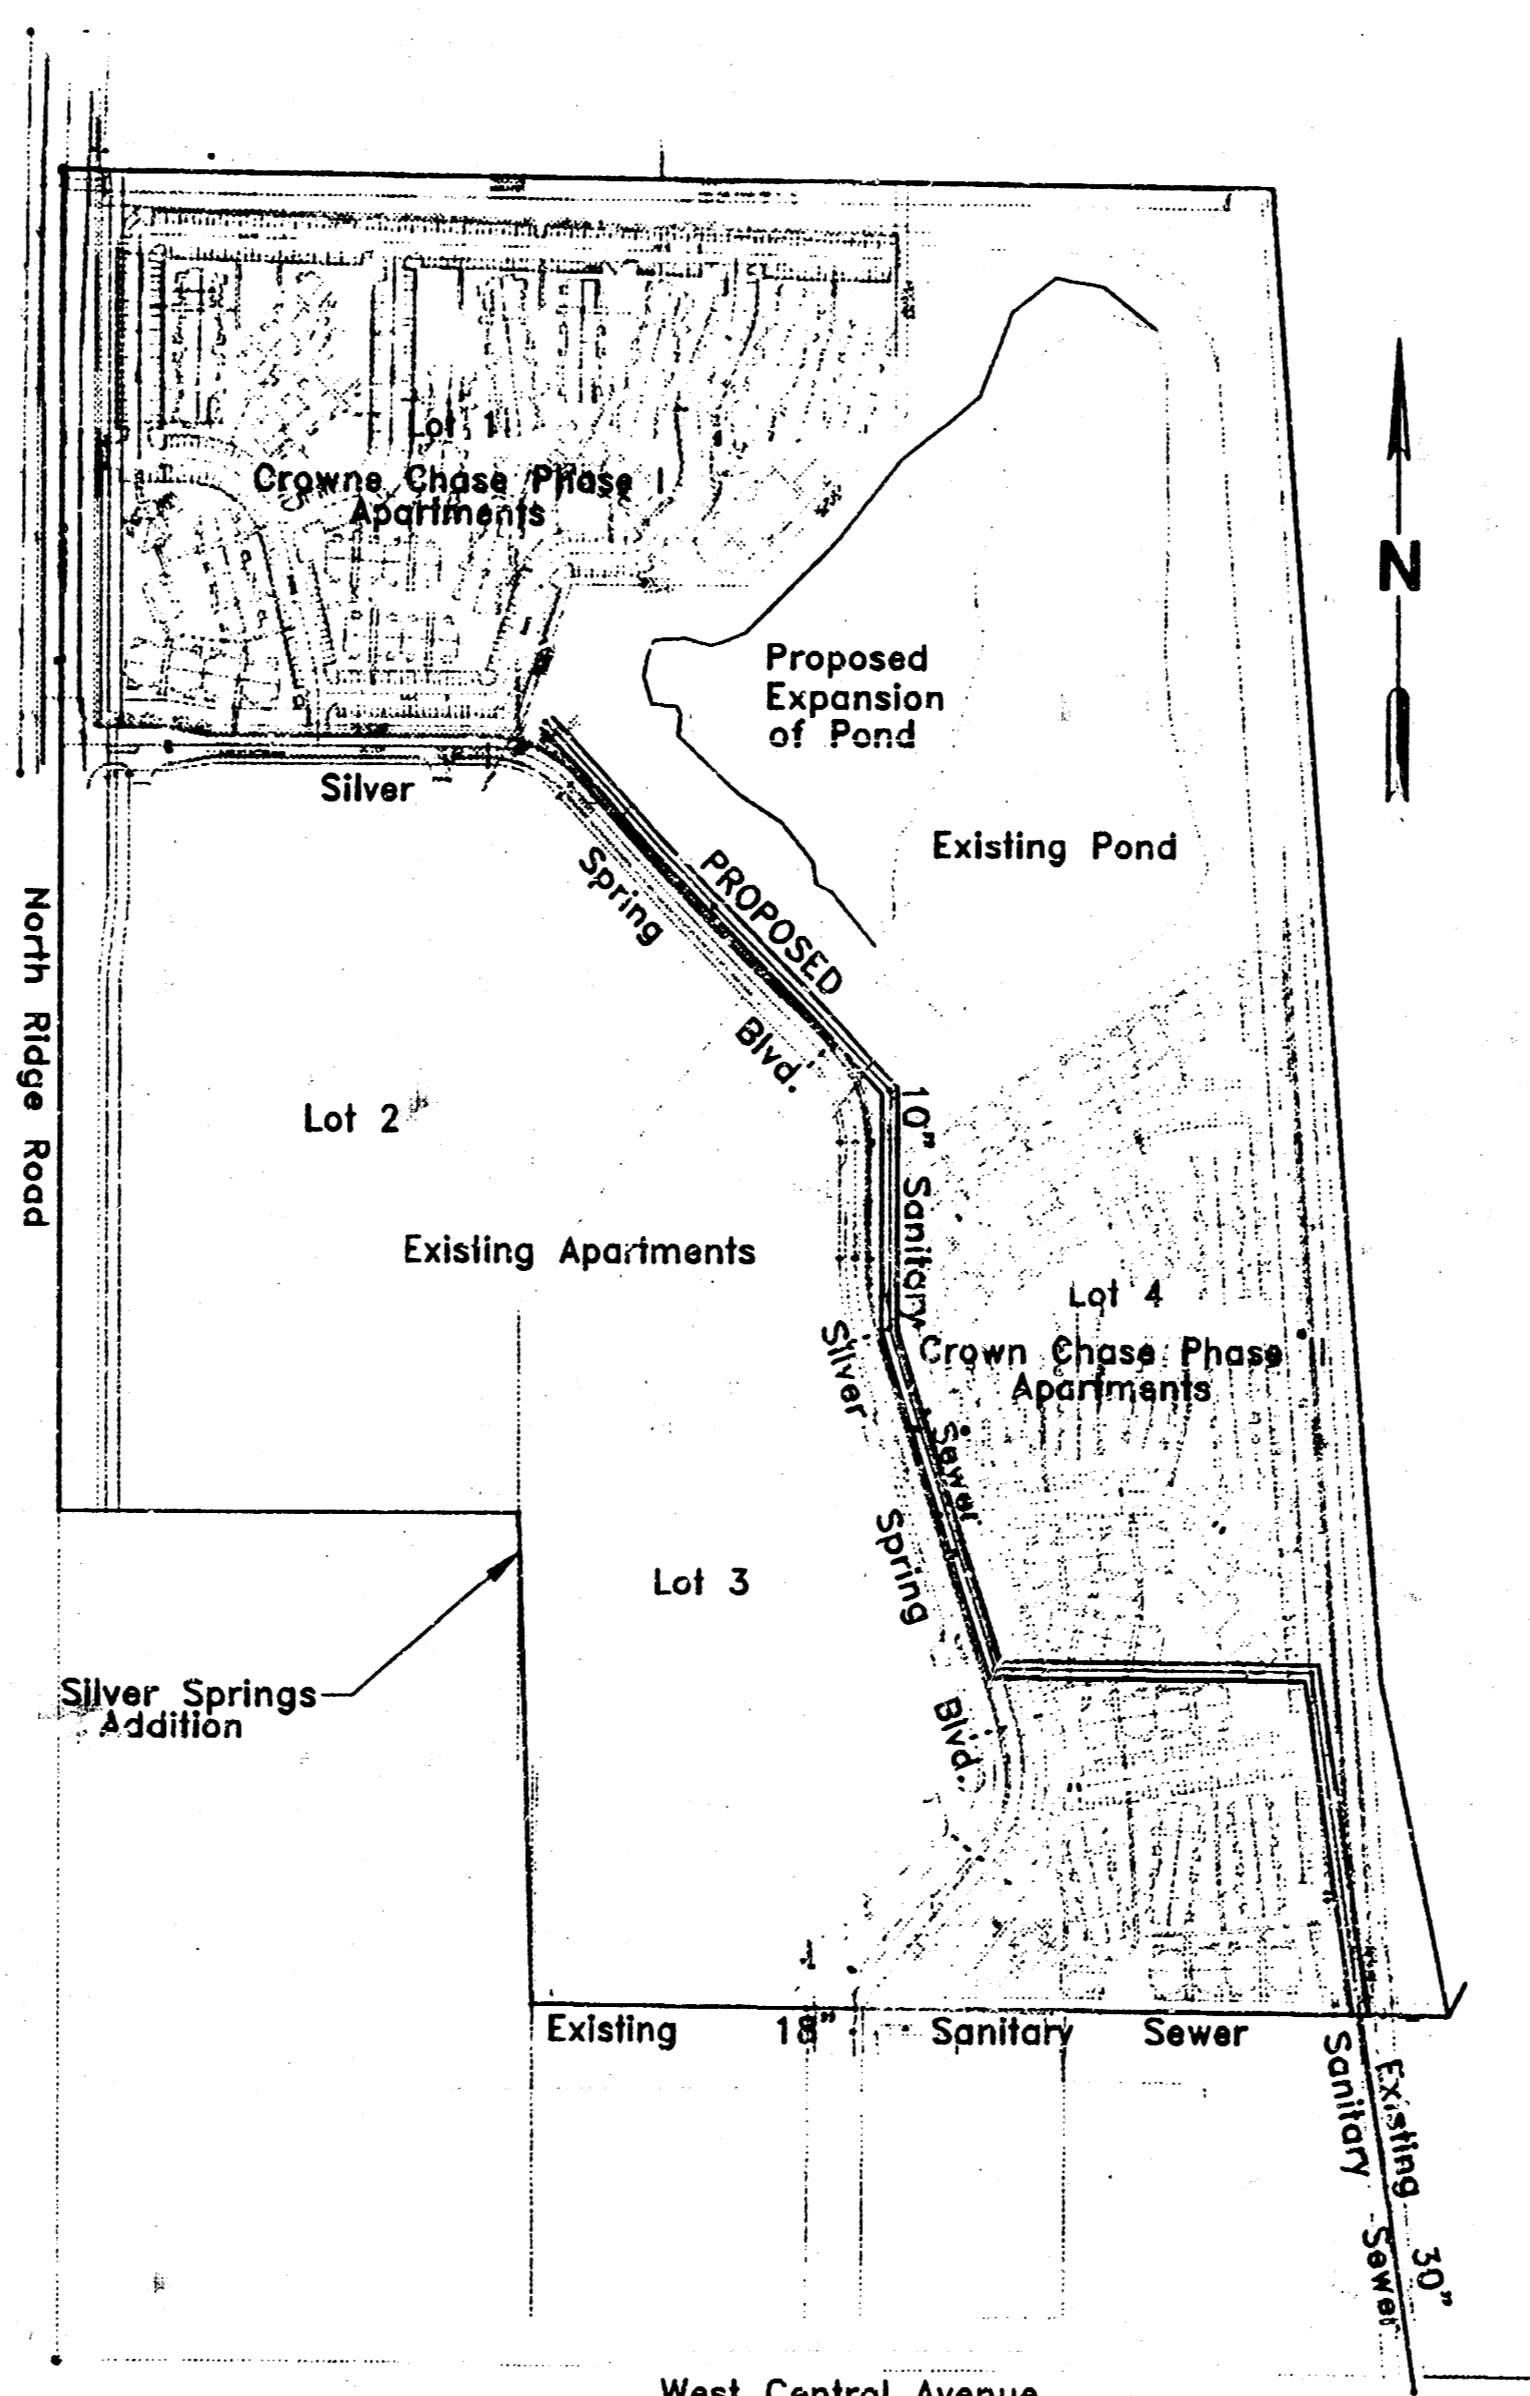 Lot 1
Crowne Chase Phase I
Apartments
N
Proposed
Expansion
of Pond
Silver
Spring
Blvd.
PROPOSED
10" Sanitary
Sewer
Existing Pond
North Ridge Road
Lot 2
Existing Apartments
Lot 4
Crown Chase Phase II
Apartments
Silver
Spring
Blvd.
Lot 3
Silver Springs
Addition
Existing 18" Sanitary Sewer
Existing 30"
Sanitary Sewer
West Central Avenue